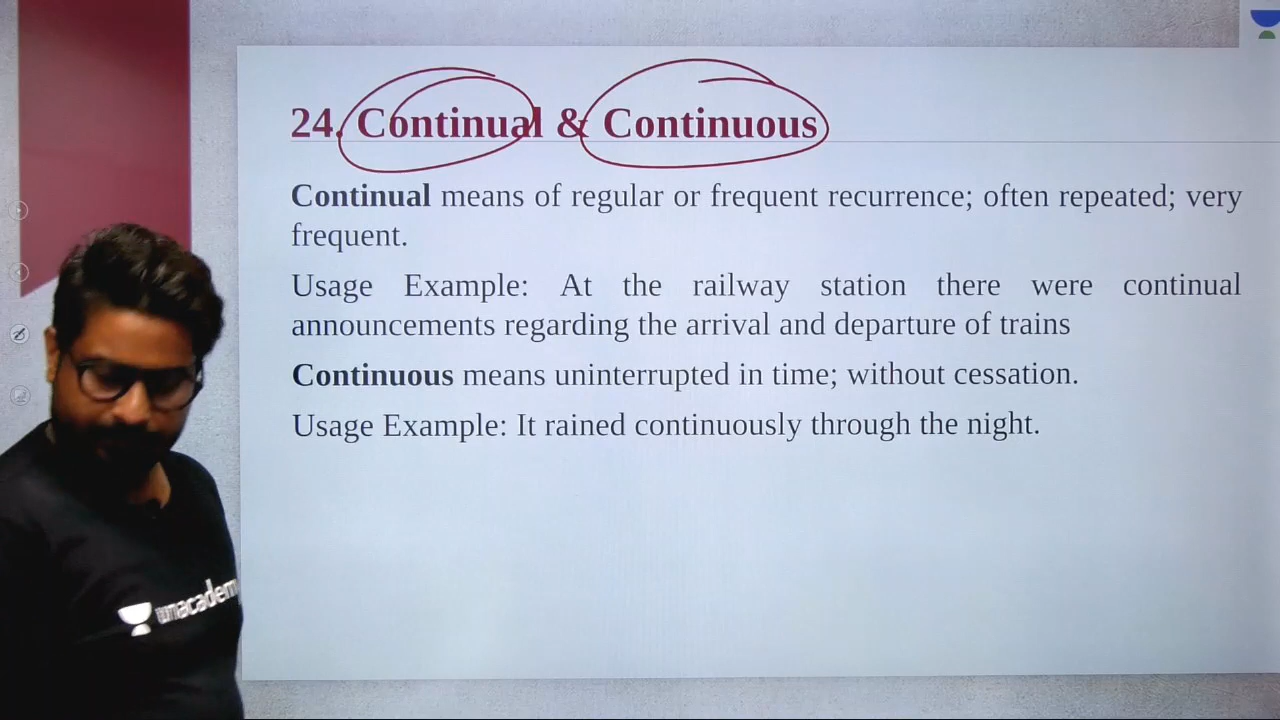 24. Continual & Continuous
Continual means of regular or frequent recurrence; often repeated; very
frequent.
Usage Example: At the railway station there were continual
announcements regarding the arrival and departure of trains
Continuous means uninterrupted in time; without cessation.
Usage Example: It rained continuously through the night.
unacademy